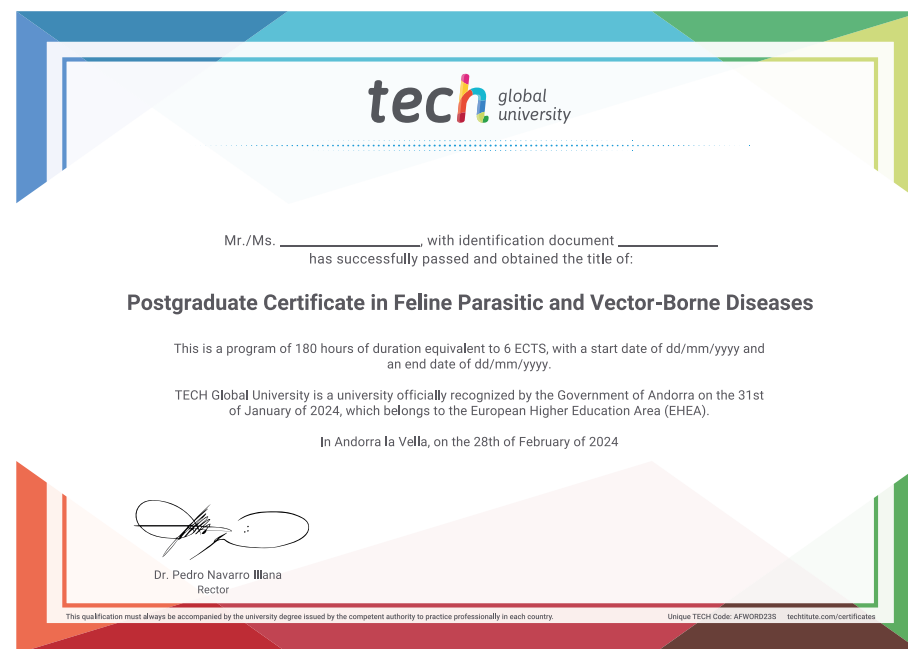 tech global
university
Mr./Ms. ____________________, with identification document ______________
has successfully passed and obtained the title of:
Postgraduate Certificate in Feline Parasitic and Vector-Borne Diseases
This is a program of 180 hours of duration equivalent to 6 ECTS, with a start date of dd/mm/yyyy and
an end date of dd/mm/yyyy.
TECH Global University is a university officially recognized by the Government of Andorra on the 31st
of January of 2024, which belongs to the European Higher Education Area (EHEA).
In Andorra la Vella, on the 28th of February of 2024
Dr. Pedro Navarro Illana
Rector
This qualification must always be accompanied by the university degree issued by the competent authority to practice professionally in each country.
Unique TECH Code: AFWORD23S techtitute.com/certificates